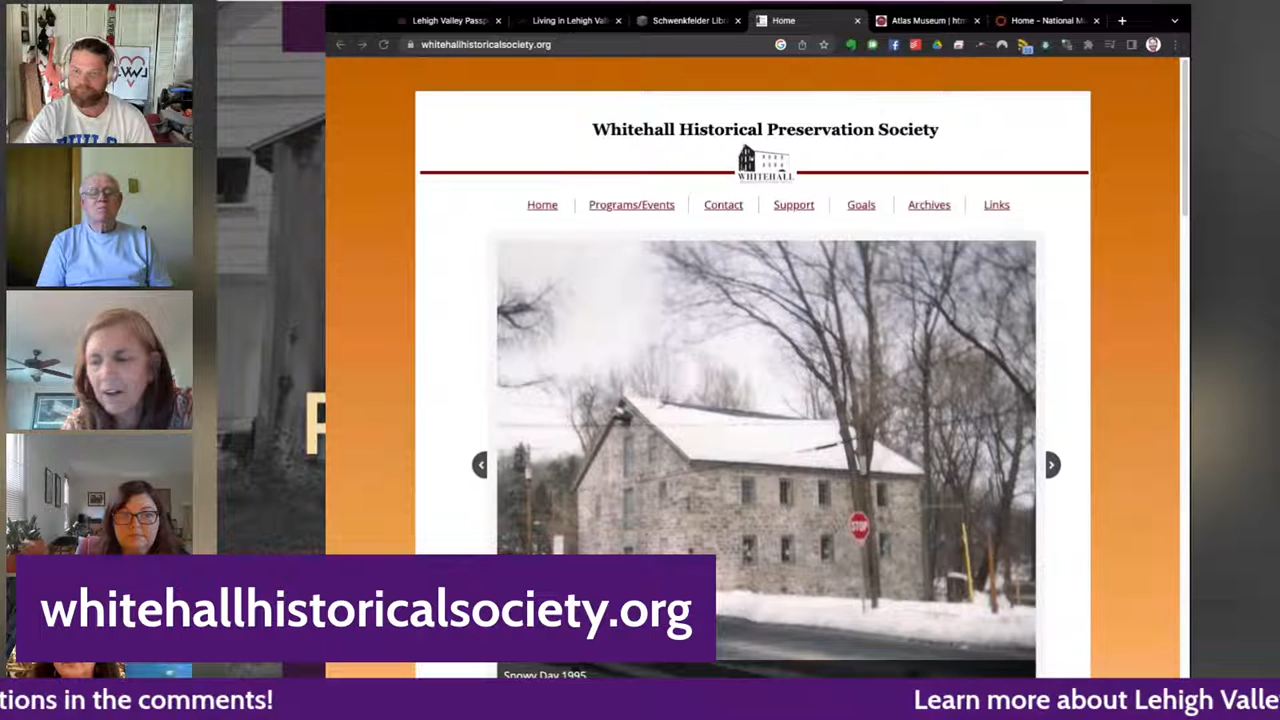 Lehigh Valley Passp
Living in Lehigh Val
Schwenkfelder Libr
Home
Atlas Museum | htm
Home - National M
whitehallhistoricalsociety.org
Whitehall Historical Preservation Society
WHITEHALL
Home
Programs/Events
Contact
Support
Goals
Archives
Links
STOP
Snowy Day 1995
whitehallhistoricalsociety.org
tions in the comments!
Learn more about Lehigh Valle